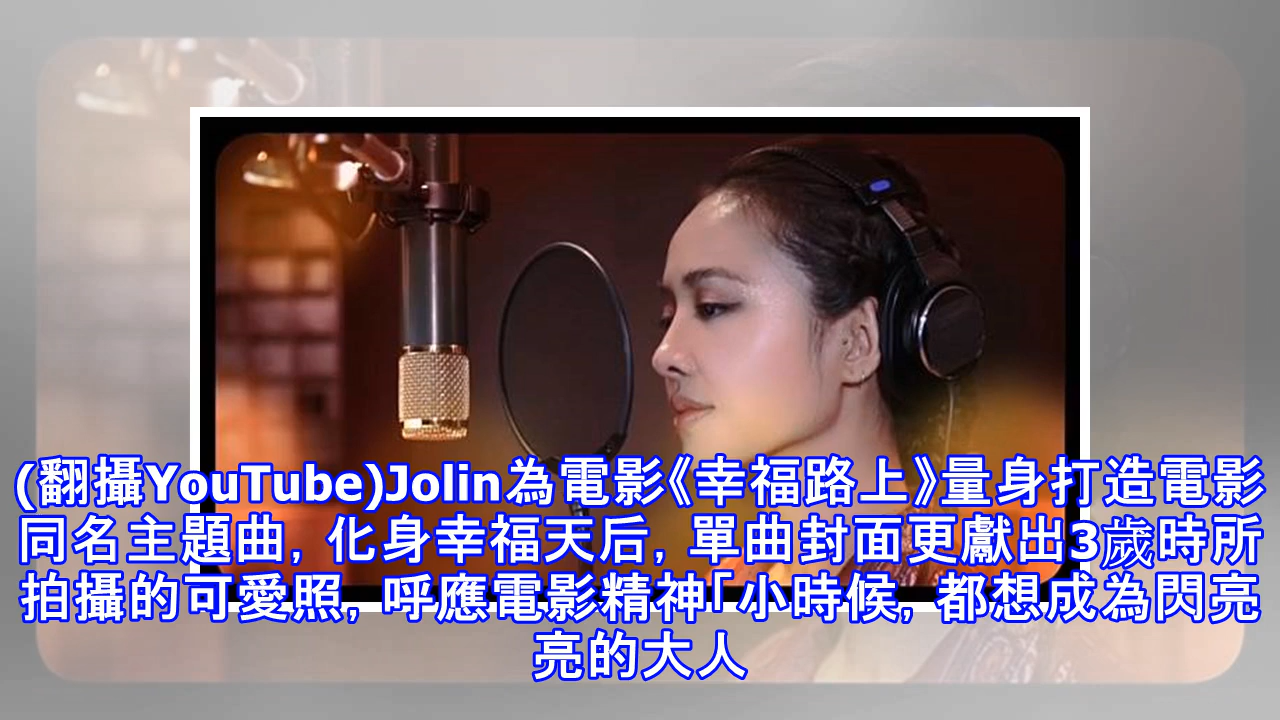 (翻攝YouTube)Jolin為電影《幸福路上》量身打造電影
同名主題曲, 化身幸福天后, 單曲封面更獻出3歲時所
拍攝的可愛照, 呼應電影精神「小時候, 都想成為閃亮
亮的大人